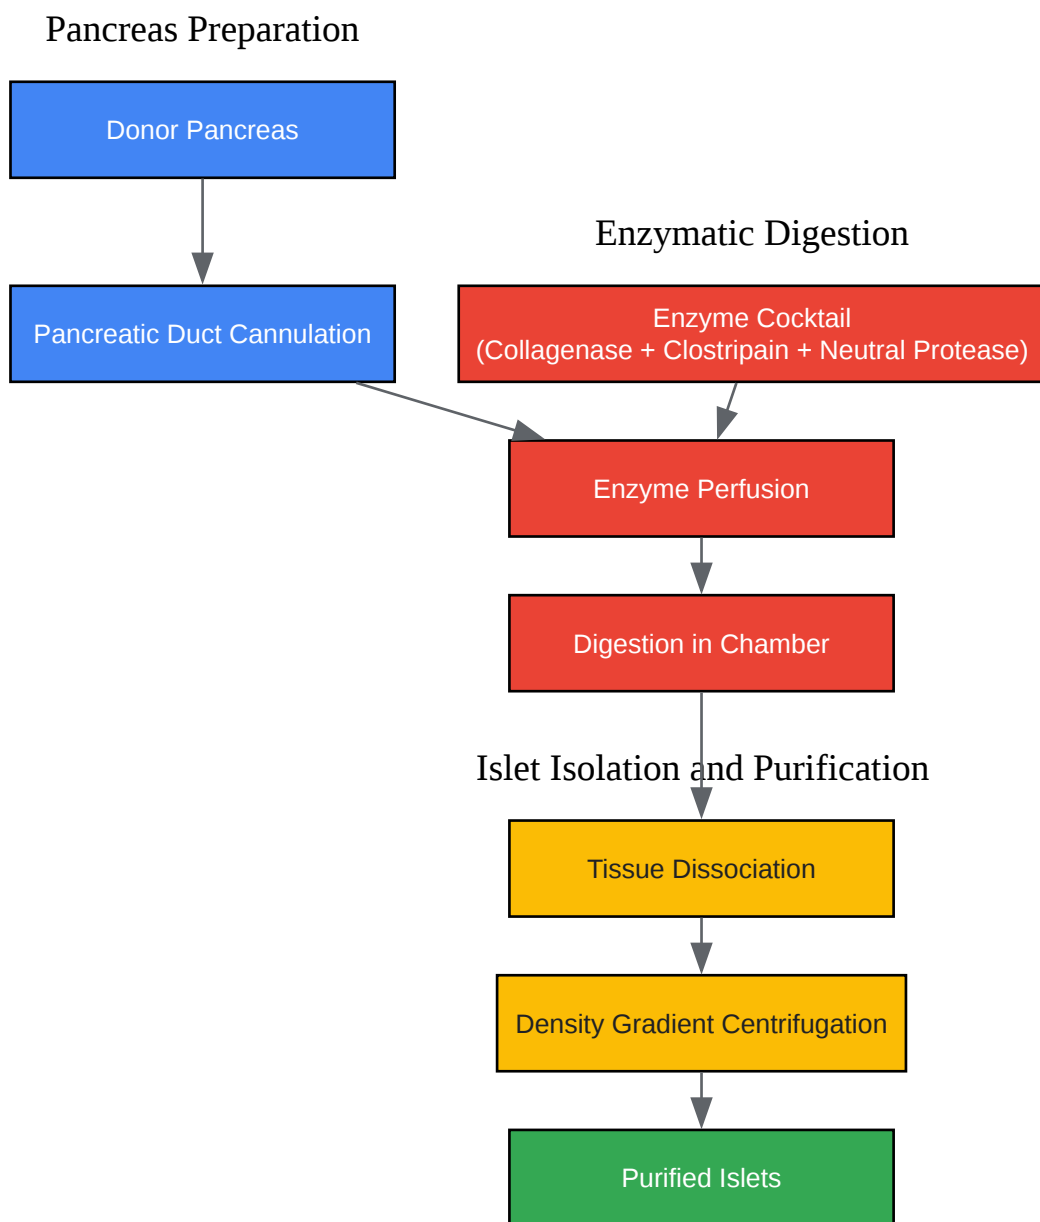 Pancreas Preparation
Donor Pancreas
Pancreatic Duct Cannulation
Enzymatic Digestion
Enzyme Cocktail
(Collagenase + Clostripain + Neutral Protease)
Enzyme Perfusion
Digestion in Chamber
Islet Isolation and Purification
Tissue Dissociation
Density Gradient Centrifugation
Purified Islets